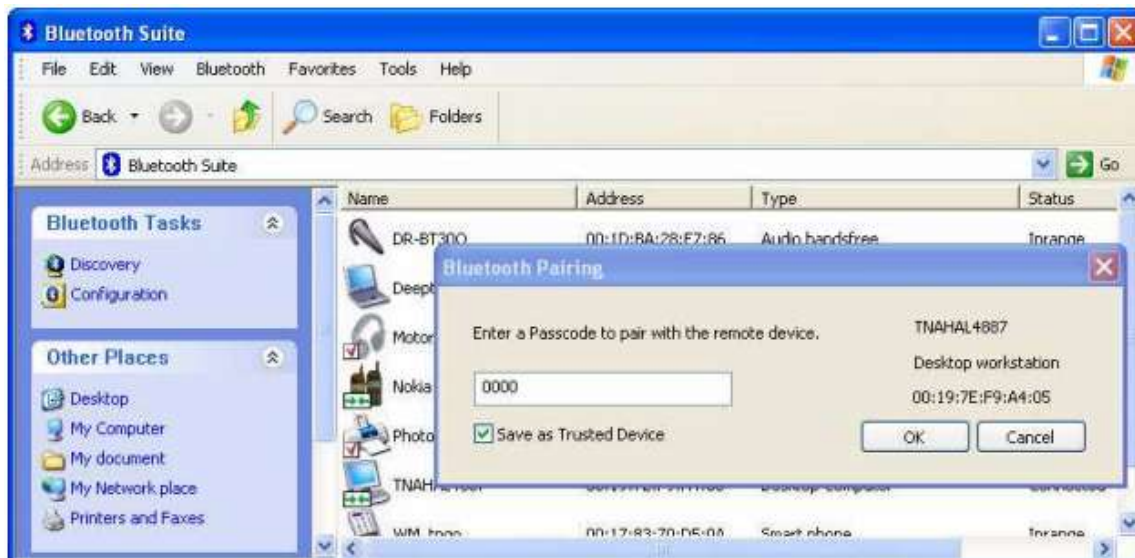 Bluetooth Suite
File Edit View Bluetooth Favorites Tools Help
Back Search Folders
Address Bluetooth Suite Go
Bluetooth Tasks
Discovery
Configuration
Other Places
Desktop
My Computer
My document
My Network place
Printers and Faxes
Name Address Type Status
DR-BT30O 00:1D:BA:28:E7:86 Audio handsfree Inrange
Deept
Motor
Nokia
Photo
TNAHAL4887
WM_tngo 00:17:83:70:D5:0A Smart phone Inrange
Bluetooth Pairing
Enter a Passcode to pair with the remote device.
0000
Save as Trusted Device
TNAHAL4887
Desktop workstation
00:19:7E:F9:A4:05
OK Cancel